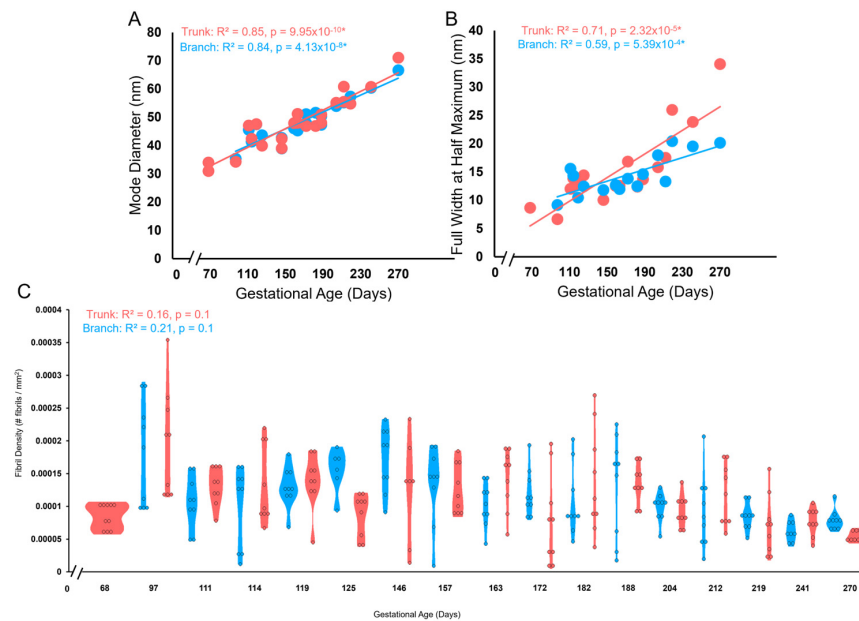 A
Trunk: R² = 0.85, p = 9.95x10⁻¹⁰*
Branch: R² = 0.84, p = 4.13x10⁻⁸*
80
70
60
50
40
30
20
10
0
Mode Diameter (nm)
0 70 110 150 190 230 270
Gestational Age (Days)
B
Trunk: R² = 0.71, p = 2.32x10⁻⁵*
Branch: R² = 0.59, p = 5.39x10⁻⁴*
40
35
30
25
20
15
10
5
0
Full Width at Half Maximum (nm)
0 70 110 150 190 230 270
Gestational Age (Days)
C
Trunk: R² = 0.16, p = 0.1
Branch: R² = 0.21, p = 0.1
0.0004
0.00035
0.0003
0.00025
0.0002
0.00015
0.0001
0.00005
0
Fibril Density (# fibrils / mm²)
68 97 111 114 119 125 146 157 163 172 182 188 204 212 219 241 270
Gestational Age (Days)